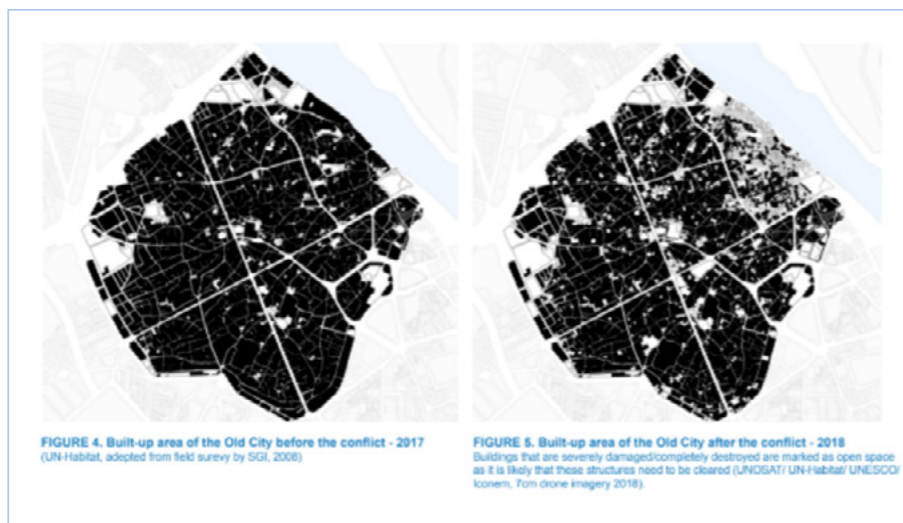 FIGURE 4. Built-up area of the Old City before the conflict - 2017
(UN-Habitat, adepted from field surevy by SGI, 2008)
FIGURE 5. Built-up area of the Old City after the conflict - 2018
Buildings that are severely damaged/completely destroyed are marked as open space
as it is likely that these structures need to be cleared (UNOSAT/ UN-Habitat/ UNESCO/
Iconem, 7cm drone imagery 2018).